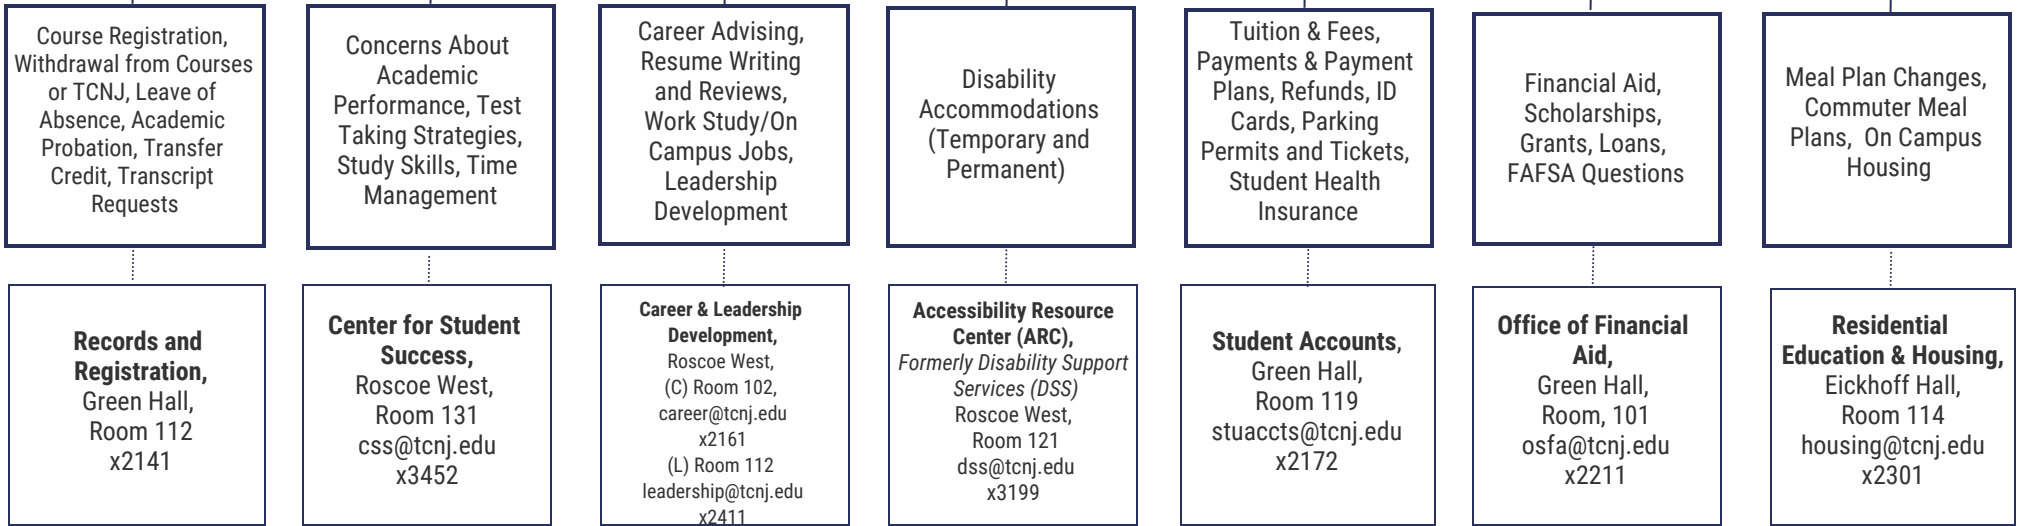 Course Registration,
Withdrawal from Courses
or TCNJ, Leave of
Absence, Academic
Probation, Transfer
Credit, Transcript
Requests
Records and
Registration,
Green Hall,
Room 112
x2141
Concerns About
Academic
Performance, Test
Taking Strategies,
Study Skills, Time
Management
Center for Student
Success,
Roscoe West,
Room 131
css@tcnj.edu
x3452
Career Advising,
Resume Writing
and Reviews,
Work Study/On
Campus Jobs,
Leadership
Development
Career & Leadership
Development,
Roscoe West,
(C) Room 102,
career@tcnj.edu
x2161
(L) Room 112
leadership@tcnj.edu
x2411
Disability
Accommodations
(Temporary and
Permanent)
Accessibility Resource
Center (ARC),
Formerly Disability Support
Services (DSS)
Roscoe West,
Room 121
dss@tcnj.edu
x3199
Tuition & Fees,
Payments & Payment
Plans, Refunds, ID
Cards, Parking
Permits and Tickets,
Student Health
Insurance
Student Accounts,
Green Hall,
Room 119
stuaccts@tcnj.edu
x2172
Financial Aid,
Scholarships,
Grants, Loans,
FAFSA Questions
Office of Financial
Aid,
Green Hall,
Room, 101
osfa@tcnj.edu
x2211
Meal Plan Changes,
Commuter Meal
Plans, On Campus
Housing
Residential
Education & Housing,
Eickhoff Hall,
Room 114
housing@tcnj.edu
x2301